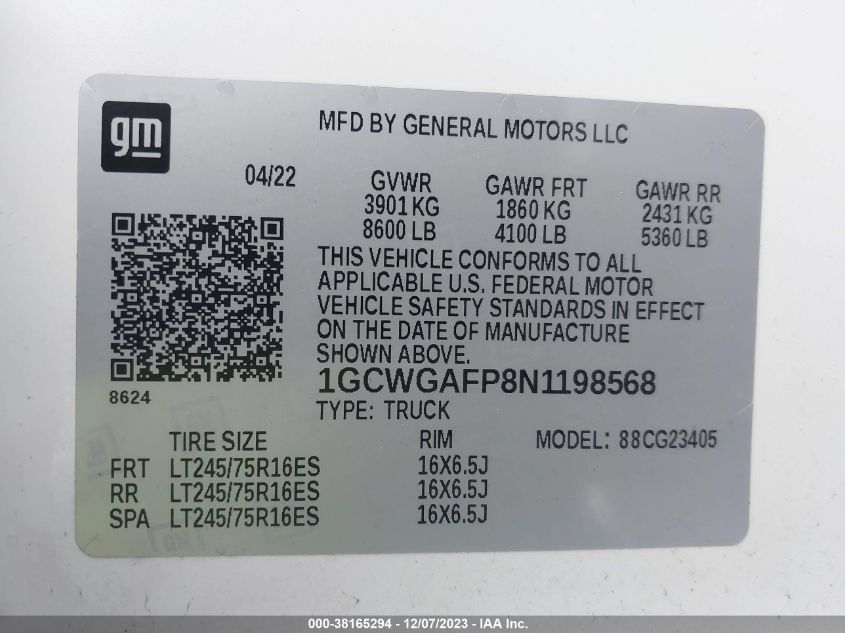 gm
MFD BY GENERAL MOTORS LLC
04/22
GVWR GAWR FRT GAWR RR
3901 KG 1860 KG 2431 KG
8600 LB 4100 LB 5360 LB
THIS VEHICLE CONFORMS TO ALL
APPLICABLE U.S. FEDERAL MOTOR
VEHICLE SAFETY STANDARDS IN EFFECT
ON THE DATE OF MANUFACTURE
SHOWN ABOVE.
8624
1GCWGAFP8N1198568
TYPE: TRUCK
TIRE SIZE RIM MODEL: 88CG23405
FRT LT245/75R16ES 16X6.5J
RR LT245/75R16ES 16X6.5J
SPA LT245/75R16ES 16X6.5J
000-38165294 - 12/07/2023 - IAA Inc.